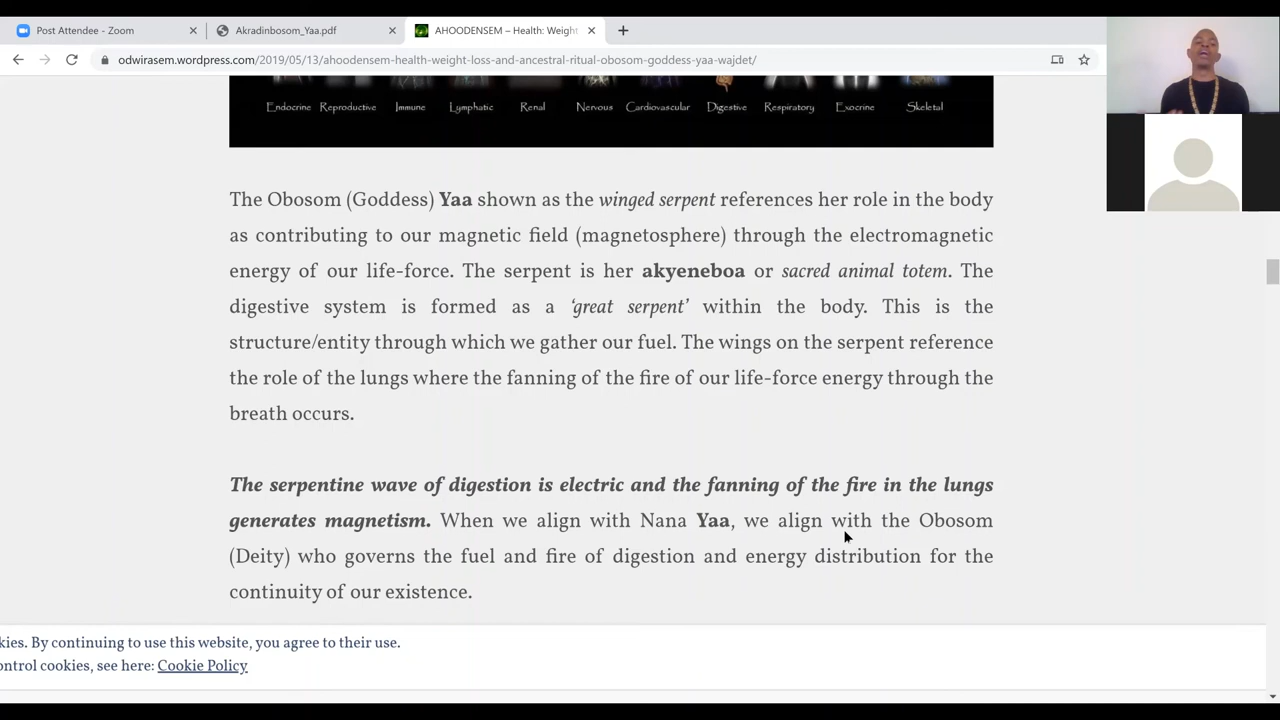 Post Attendee - Zoom
Akradinbosom_Yaa.pdf
AHOODENSEM – Health: Weight
odwirasem.wordpress.com/2019/05/13/ahoodensem-health-weight-loss-and-ancestral-ritual-obosom-goddess-yaa-wajdet/
Endocrine Reproductive Immune Lymphatic Renal Nervous Cardiovascular Digestive Respiratory Exocrine Skeletal
The Obosom (Goddess) Yaa shown as the winged serpent references her role in the body
as contributing to our magnetic field (magnetosphere) through the electromagnetic
energy of our life-force. The serpent is her akyeneboa or sacred animal totem. The
digestive system is formed as a ‘great serpent’ within the body. This is the
structure/entity through which we gather our fuel. The wings on the serpent reference
the role of the lungs where the fanning of the fire of our life-force energy through the
breath occurs.
The serpentine wave of digestion is electric and the fanning of the fire in the lungs
generates magnetism. When we align with Nana Yaa, we align with the Obosom
(Deity) who governs the fuel and fire of digestion and energy distribution for the
continuity of our existence.
kies. By continuing to use this website, you agree to their use.
ontrol cookies, see here: Cookie Policy